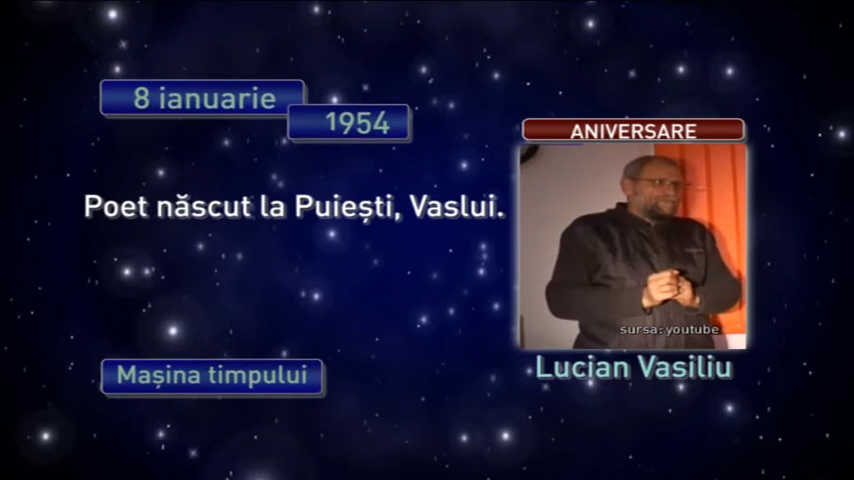 8 ianuarie
1954
ANIVERSARE
Poet născut la Puiești, Vaslui.
sursa: youtube
Lucian Vasiliu
Mașina timpului